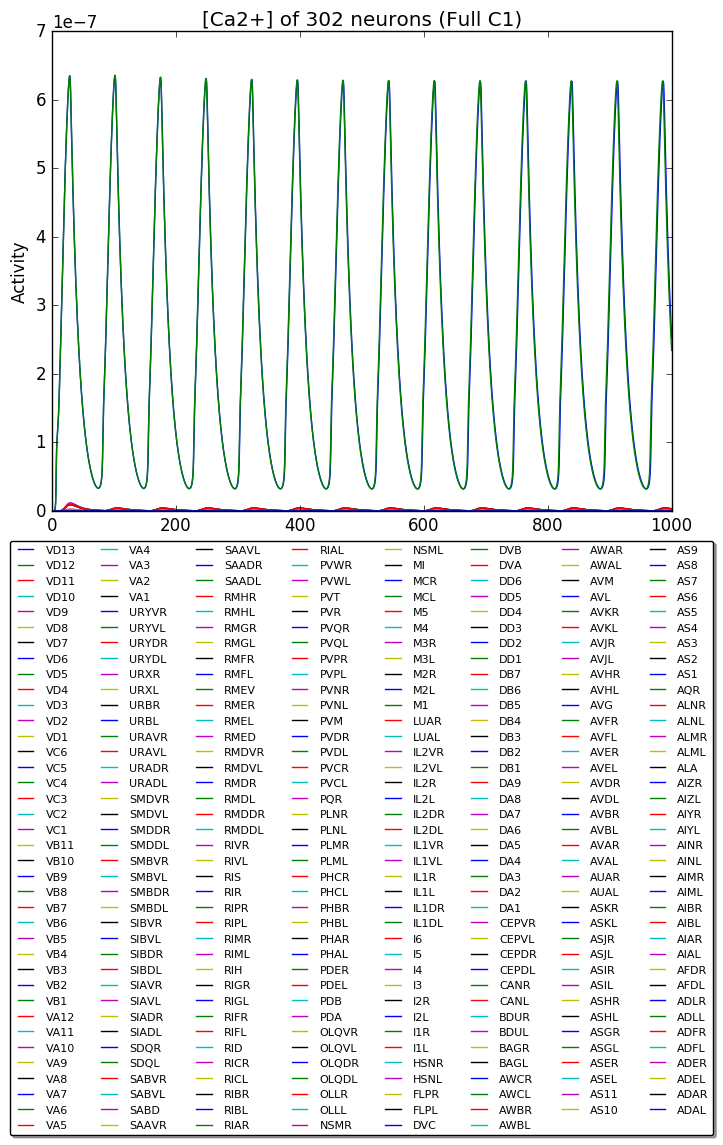 [Ca2+] of 302 neurons (Full C1)
1e−7
7
6
5
4
3
2
1
0
Activity
0 200 400 600 800 1000
VD13
VD12
VD11
VD10
VD9
VD8
VD7
VD6
VD5
VD4
VD3
VD2
VD1
VC6
VC5
VC4
VC3
VC2
VC1
VB11
VB10
VB9
VB8
VB7
VB6
VB5
VB4
VB3
VB2
VB1
VA12
VA11
VA10
VA9
VA8
VA7
VA6
VA5
VA4
VA3
VA2
VA1
URYVR
URYVL
URYDR
URYDL
URXR
URXL
URBR
URBL
URAVR
URAVL
URADR
URADL
SMDVR
SMDVL
SMDDR
SMDDL
SMBVR
SMBVL
SMBDR
SMBDL
SIBVR
SIBVL
SIBDR
SIBDL
SIAVR
SIAVL
SIADR
SIADL
SDQR
SDQL
SABVR
SABVL
SABD
SAAVR
SAAVL
SAADR
SAADL
RMHR
RMHL
RMGR
RMGL
RMFR
RMFL
RMEV
RMER
RMEL
RMED
RMDVR
RMDVL
RMDR
RMDL
RMDDR
RMDDL
RIVR
RIVL
RIS
RIR
RIPR
RIPL
RIMR
RIML
RIH
RIGR
RIGL
RIFR
RIFL
RID
RICR
RICL
RIBR
RIBL
RIAR
RIAL
PVWR
PVWL
PVT
PVR
PVQR
PVQL
PVPR
PVPL
PVNR
PVNL
PVM
PVDR
PVDL
PVCR
PVCL
PQR
PLNR
PLNL
PLMR
PLML
PHCR
PHCL
PHBR
PHBL
PHAR
PHAL
PDER
PDEL
PDB
PDA
OLQVR
OLQVL
OLQDR
OLQDL
OLLR
OLLL
NSMR
NSML
MI
MCR
MCL
M5
M4
M3R
M3L
M2R
M2L
M1
LUAR
LUAL
IL2VR
IL2VL
IL2R
IL2L
IL2DR
IL2DL
IL1VR
IL1VL
IL1R
IL1L
IL1DR
IL1DL
I6
I5
I4
I3
I2R
I2L
I1R
I1L
HSNR
HSNL
FLPR
FLPL
DVC
DVB
DVA
DD6
DD5
DD4
DD3
DD2
DD1
DB7
DB6
DB5
DB4
DB3
DB2
DB1
DA9
DA8
DA7
DA6
DA5
DA4
DA3
DA2
DA1
CEPVR
CEPVL
CEPDR
CEPDL
CANR
CANL
BDUR
BDUL
BAGR
BAGL
AWCR
AWCL
AWBR
AWBL
AWAR
AWAL
AVM
AVL
AVKR
AVKL
AVJR
AVJL
AVHR
AVHL
AVG
AVFR
AVFL
AVER
AVEL
AVDR
AVDL
AVBR
AVBL
AVAR
AVAL
AUAR
AUAL
ASKR
ASKL
ASJR
ASJL
ASIR
ASIL
ASHR
ASHL
ASGR
ASGL
ASER
ASEL
AS11
AS10
AS9
AS8
AS7
AS6
AS5
AS4
AS3
AS2
AS1
AQR
ALNR
ALNL
ALMR
ALML
ALA
AIZR
AIZL
AIYR
AIYL
AINR
AINL
AIMR
AIML
AIBR
AIBL
AIAR
AIAL
AFDR
AFDL
ADLR
ADLL
ADFR
ADFL
ADER
ADEL
ADAR
ADAL